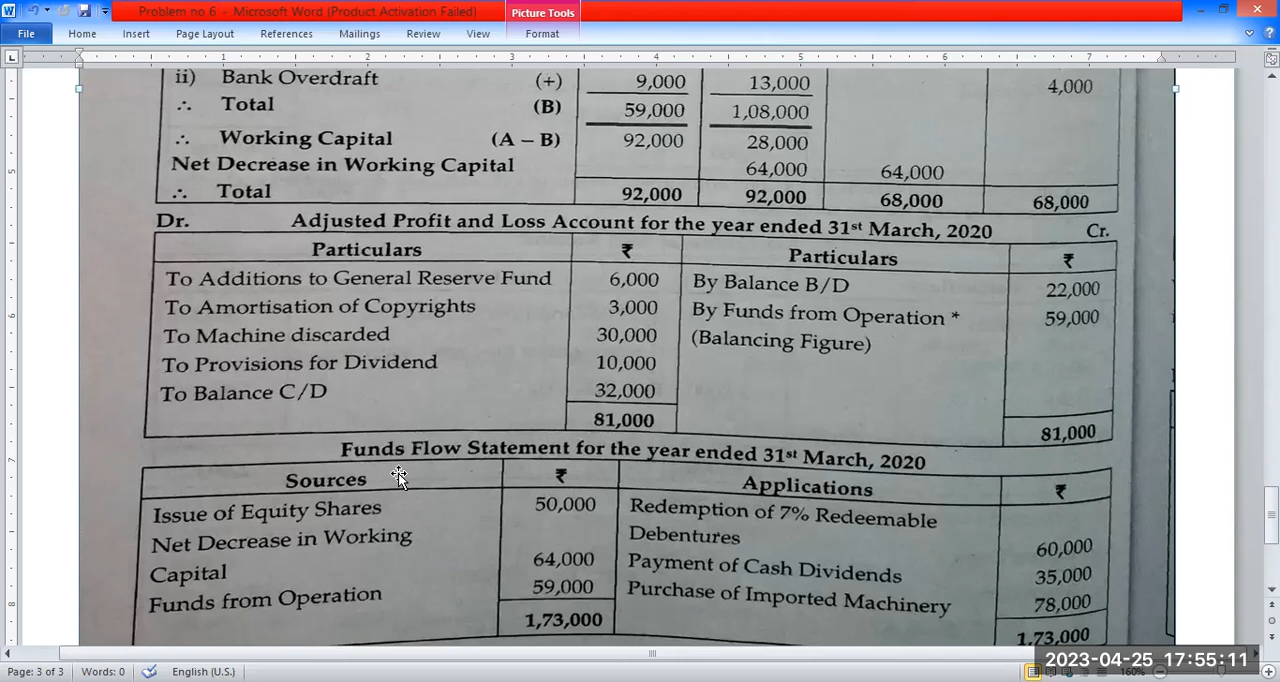 Problem no 6 - Microsoft Word (Product Activation Failed)
Picture Tools
File Home Insert Page Layout References Mailings Review View Format
1 2 3 4 5 6 7
ii) Bank Overdraft (+) 9,000 13,000 4,000
∴ Total (B) 59,000 1,08,000
∴ Working Capital (A – B) 92,000 28,000
Net Decrease in Working Capital 64,000 64,000
∴ Total 92,000 92,000 68,000 68,000
Dr. Adjusted Profit and Loss Account for the year ended 31st March, 2020 Cr.
Particulars ₹ Particulars ₹
To Additions to General Reserve Fund 6,000 By Balance B/D 22,000
To Amortisation of Copyrights 3,000 By Funds from Operation * 59,000
To Machine discarded 30,000 (Balancing Figure)
To Provisions for Dividend 10,000
To Balance C/D 32,000
81,000 81,000
Funds Flow Statement for the year ended 31st March, 2020
Sources ₹ Applications ₹
Issue of Equity Shares 50,000 Redemption of 7% Redeemable
Net Decrease in Working Debentures 60,000
Capital 64,000 Payment of Cash Dividends 35,000
Funds from Operation 59,000 Purchase of Imported Machinery 78,000
1,73,000 1,73,000
2023-04-25 17:55:11
Page: 3 of 3 Words: 0 English (U.S.) 160%